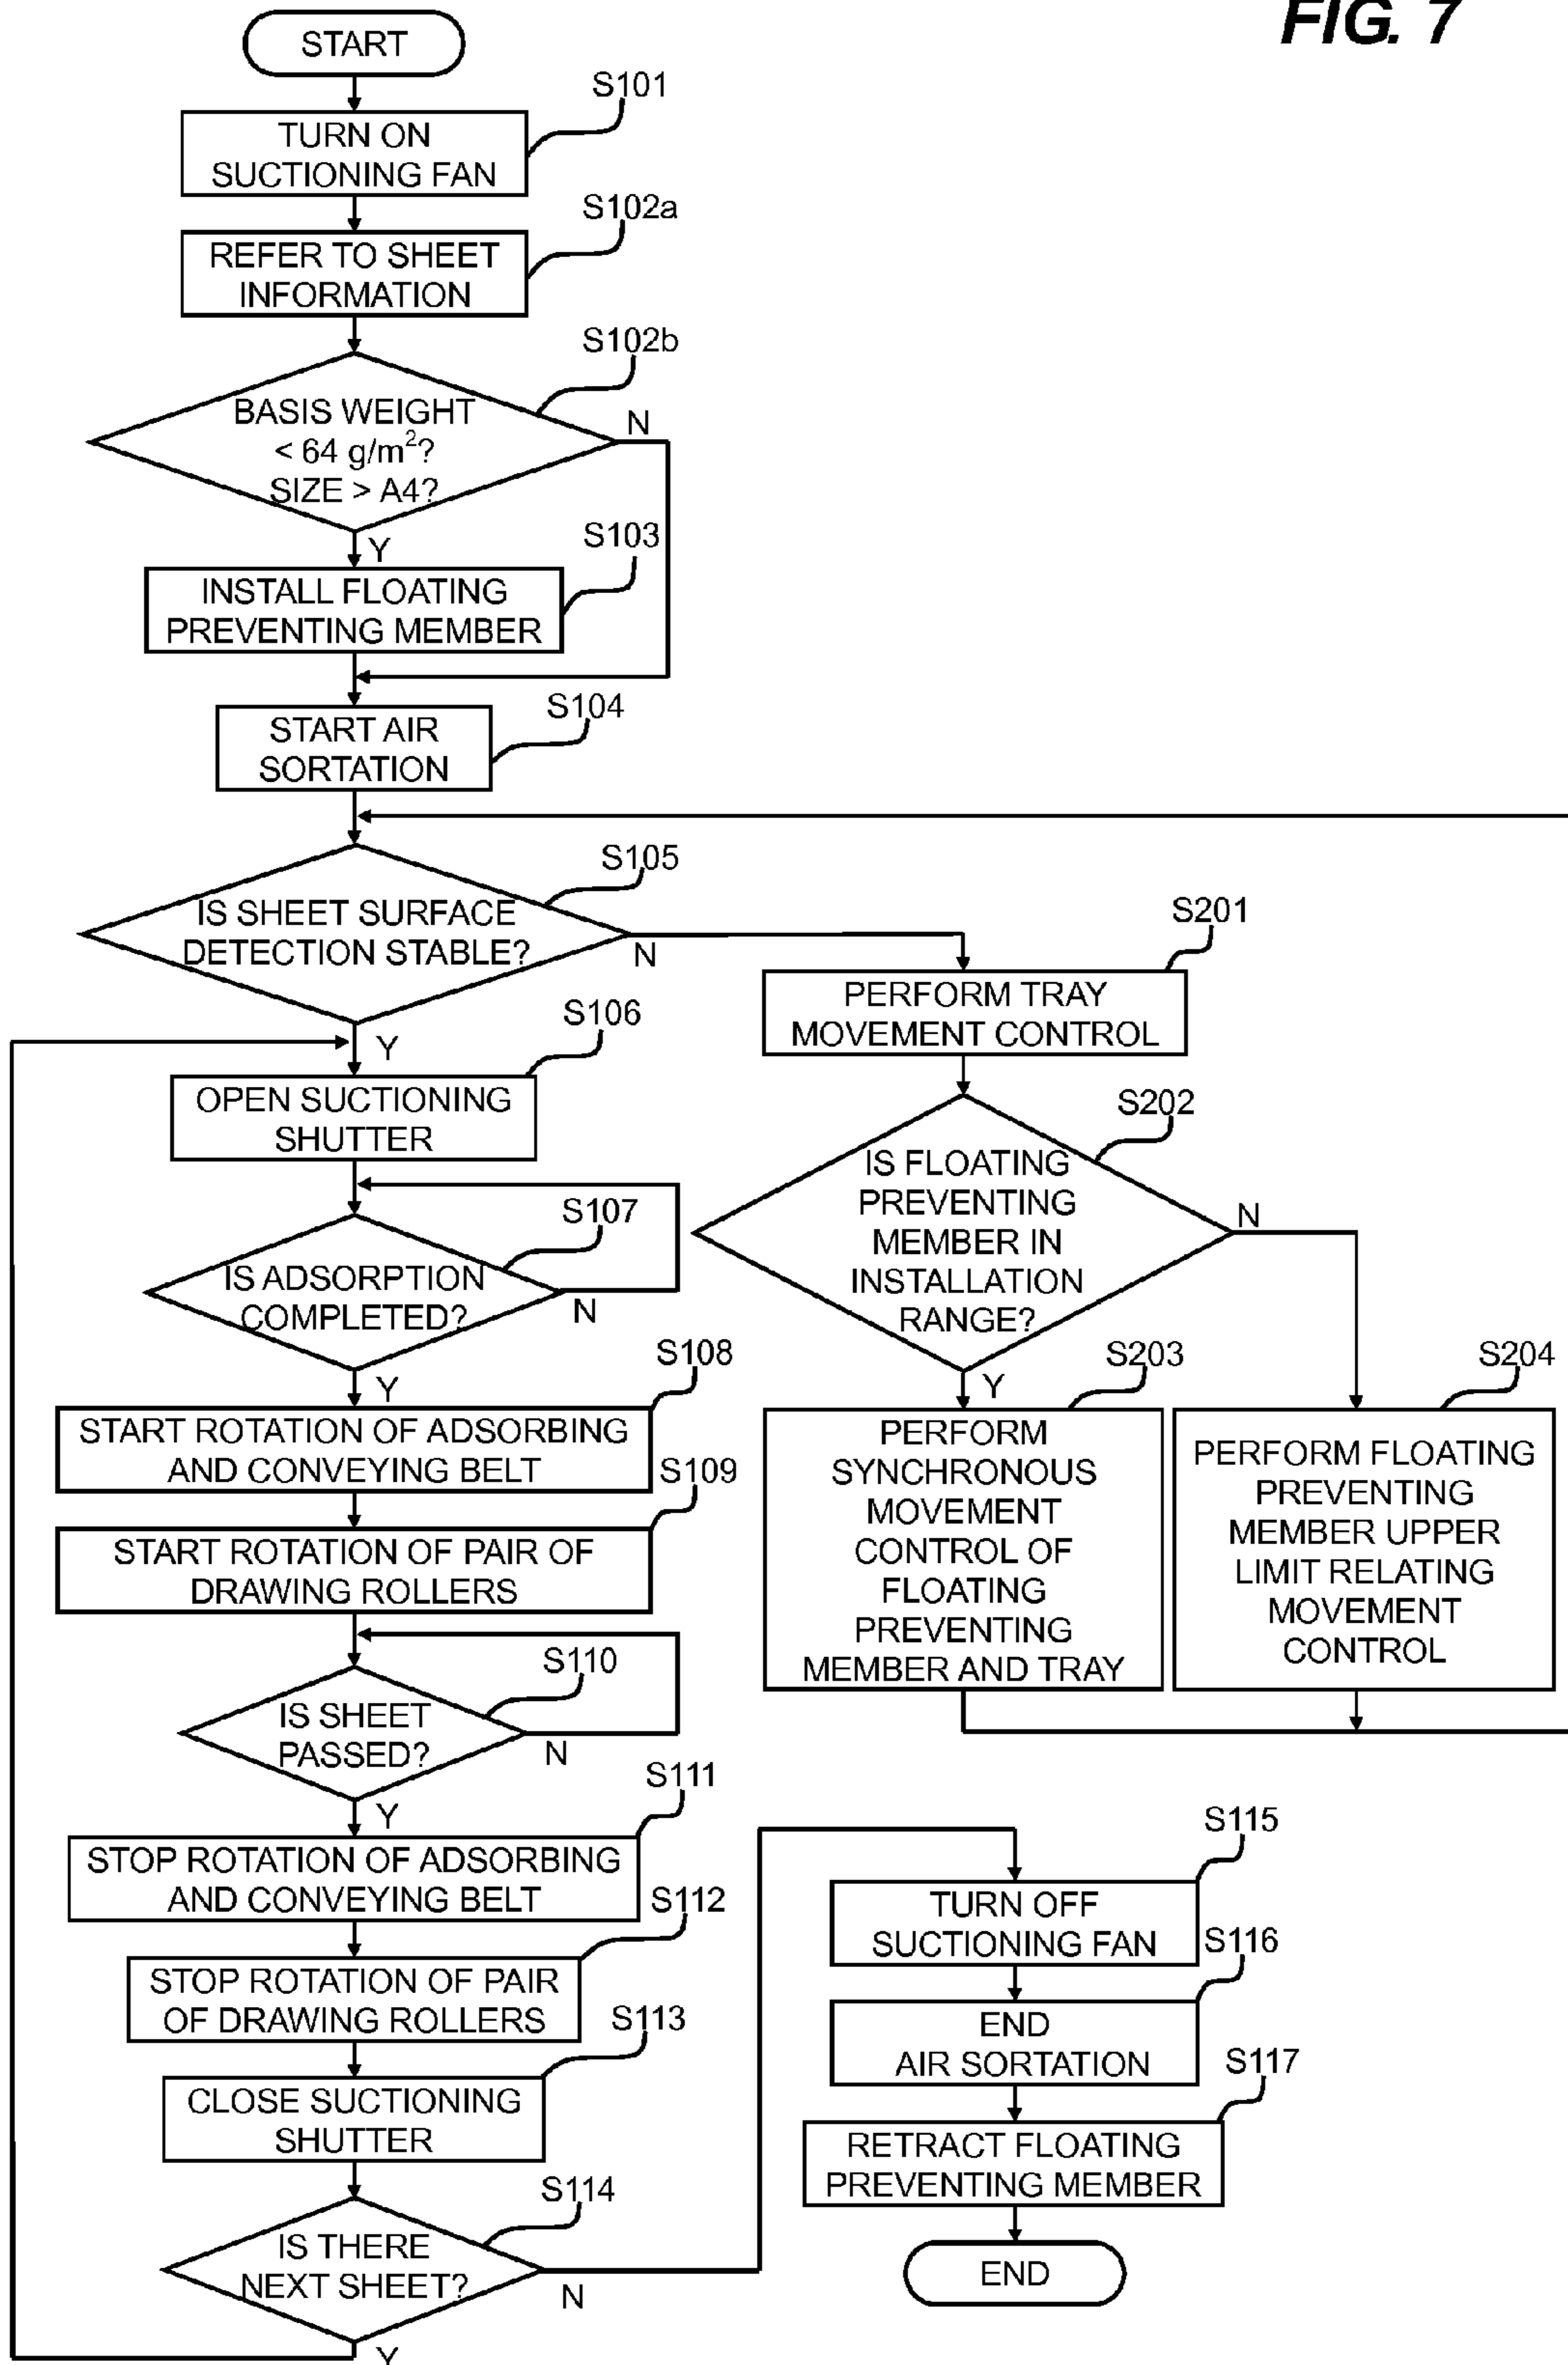 FIG. 7
START
S101
TURN ON
SUCTIONING FAN
S102a
REFER TO SHEET
INFORMATION
S102b
BASIS WEIGHT
< 64 g/m²?
SIZE > A4?
N
Y
S103
INSTALL FLOATING
PREVENTING MEMBER
S104
START AIR
SORTATION
S105
IS SHEET SURFACE
DETECTION STABLE?
N
Y
S106
OPEN SUCTIONING
SHUTTER
S107
IS ADSORPTION
COMPLETED?
N
Y
S108
START ROTATION OF ADSORBING
AND CONVEYING BELT
S109
START ROTATION OF PAIR OF
DRAWING ROLLERS
S110
IS SHEET
PASSED?
N
Y
S111
STOP ROTATION OF ADSORBING
AND CONVEYING BELT
S112
STOP ROTATION OF PAIR
OF DRAWING ROLLERS
S113
CLOSE SUCTIONING
SHUTTER
S114
IS THERE
NEXT SHEET?
N
Y
S201
PERFORM TRAY
MOVEMENT CONTROL
S202
IS FLOATING
PREVENTING
MEMBER IN
INSTALLATION
RANGE?
N
Y
S203
PERFORM
SYNCHRONOUS
MOVEMENT
CONTROL OF
FLOATING
PREVENTING
MEMBER AND TRAY
S204
PERFORM FLOATING
PREVENTING
MEMBER UPPER
LIMIT RELATING
MOVEMENT
CONTROL
S115
TURN OFF
SUCTIONING FAN
S116
END
AIR SORTATION
S117
RETRACT FLOATING
PREVENTING MEMBER
END